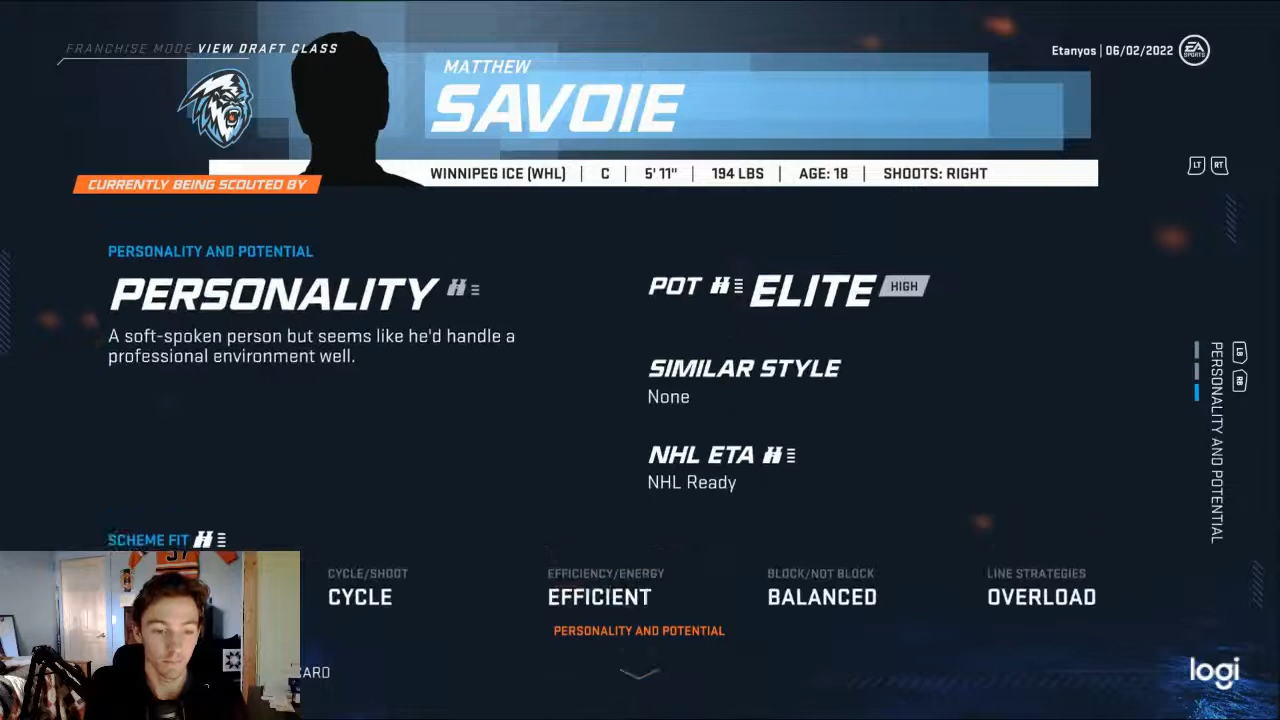 FRANCHISE MODE VIEW DRAFT CLASS
Etanyos | 06/02/2022
EA SPORTS
MATTHEW
SAVOIE
WINNIPEG ICE (WHL) | C | 5' 11" | 194 LBS | AGE: 18 | SHOOTS: RIGHT
LT RT
CURRENTLY BEING SCOUTED BY
PERSONALITY AND POTENTIAL
PERSONALITY
A soft-spoken person but seems like he'd handle a
professional environment well.
POT ELITE HIGH
SIMILAR STYLE
None
NHL ETA
NHL Ready
LB
RB
PERSONALITY AND POTENTIAL
SCHEME FIT
97
CYCLE/SHOOT
CYCLE
EFFICIENCY/ENERGY
EFFICIENT
BLOCK/NOT BLOCK
BALANCED
LINE STRATEGIES
OVERLOAD
PERSONALITY AND POTENTIAL
CARD
logi